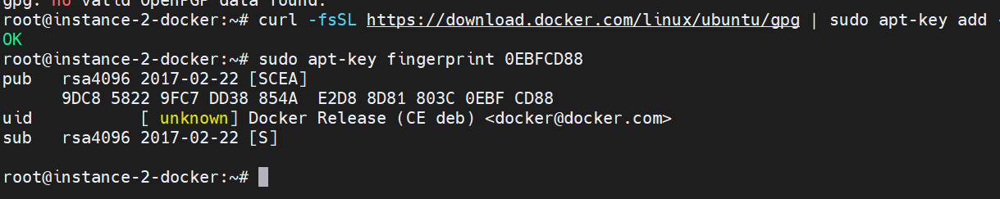 gpg: no valid OpenPGP data found.
root@instance-2-docker:~# curl -fsSL https://download.docker.com/linux/ubuntu/gpg | sudo apt-key add -
OK
root@instance-2-docker:~# sudo apt-key fingerprint 0EBFCD88
pub   rsa4096 2017-02-22 [SCEA]
      9DC8 5822 9FC7 DD38 854A  E2D8 8D81 803C 0EBF CD88
uid           [ unknown] Docker Release (CE deb) <docker@docker.com>
sub   rsa4096 2017-02-22 [S]
root@instance-2-docker:~#